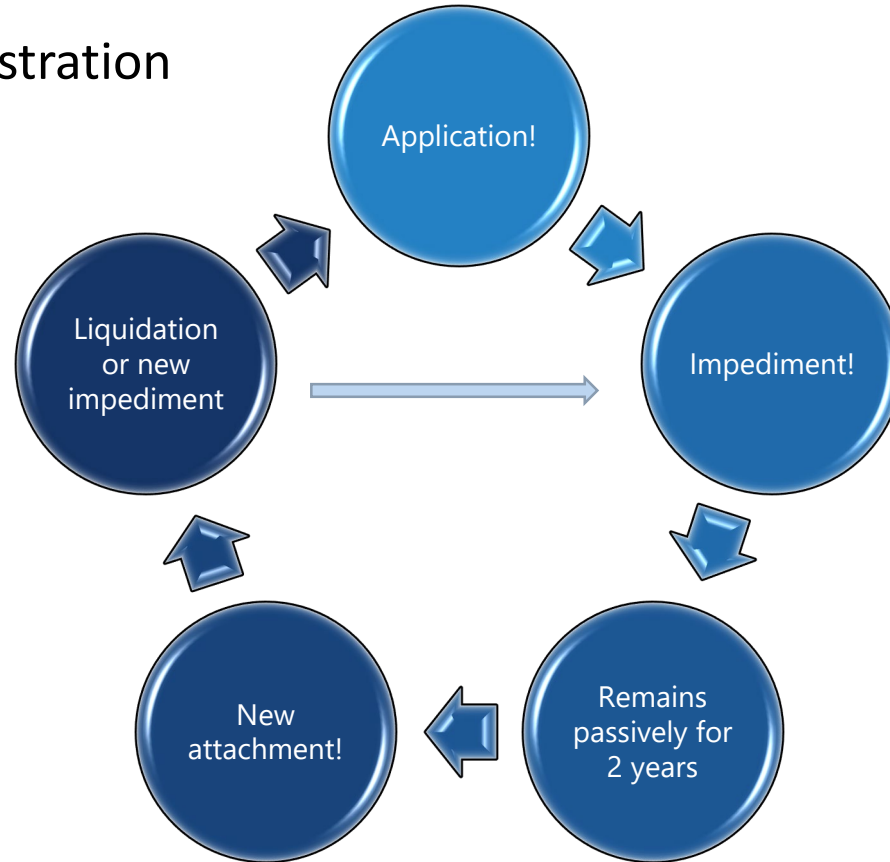 stration
Application!
Impediment!
Remains
passively for
2 years
New
attachment!
Liquidation
or new
impediment